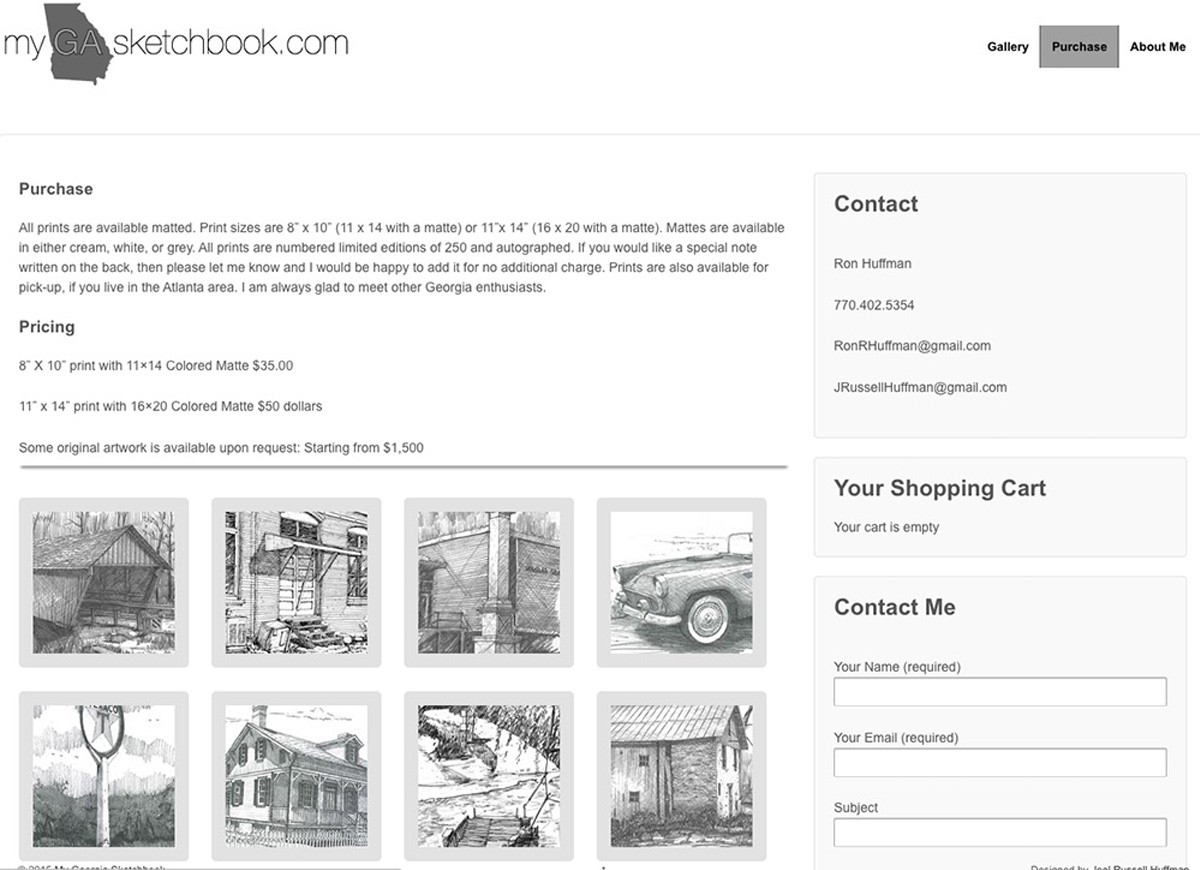 my GA sketchbook.com
Gallery
Purchase
About Me
Purchase
All prints are available matted. Print sizes are 8” x 10” (11 x 14 with a matte) or 11”x 14” (16 x 20 with a matte). Mattes are available
in either cream, white, or grey. All prints are numbered limited editions of 250 and autographed. If you would like a special note
written on the back, then please let me know and I would be happy to add it for no additional charge. Prints are also available for
pick-up, if you live in the Atlanta area. I am always glad to meet other Georgia enthusiasts.
Pricing
8” X 10” print with 11×14 Colored Matte $35.00
11” x 14” print with 16×20 Colored Matte $50 dollars
Some original artwork is available upon request: Starting from $1,500
Contact
Ron Huffman
770.402.5354
RonRHuffman@gmail.com
JRussellHuffman@gmail.com
Your Shopping Cart
Your cart is empty
Contact Me
Your Name (required)
Your Email (required)
Subject
© 2015 My Georgia Sketchbook
Designed by Joel Russell Huffman